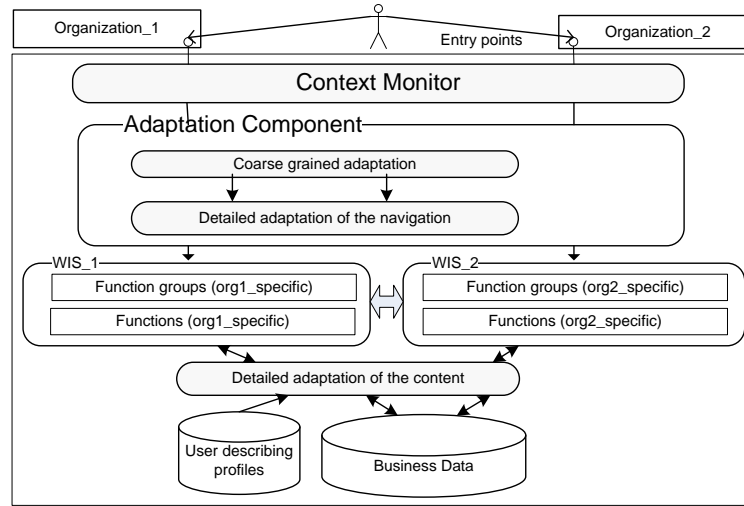 Organization_1
Entry points
Organization_2
Context Monitor
Adaptation Component
Coarse grained adaptation
Detailed adaptation of the navigation
WIS_1
Function groups (org1_specific)
Functions (org1_specific)
WIS_2
Function groups (org2_specific)
Functions (org2_specific)
Detailed adaptation of the content
User describing
profiles
Business Data